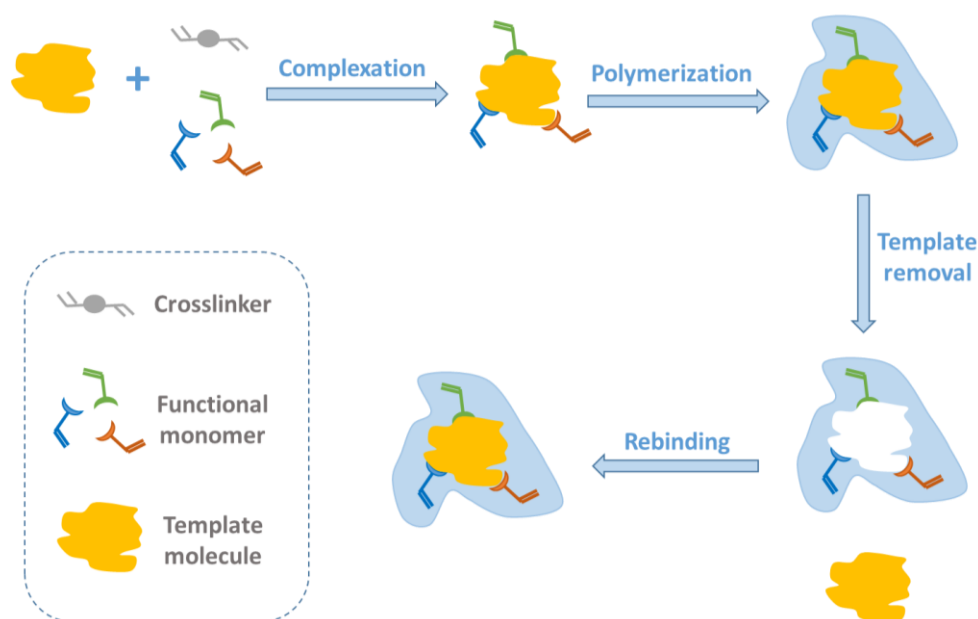 Complexation
Polymerization
Template
removal
Crosslinker
Functional
monomer
Rebinding
Template
molecule